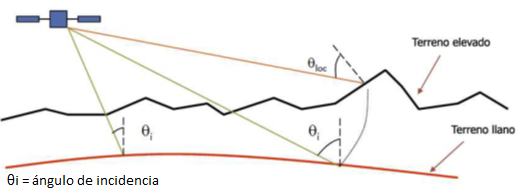 Terreno elevado
θloc
θi
θi
Terreno llano
θi = ángulo de incidencia